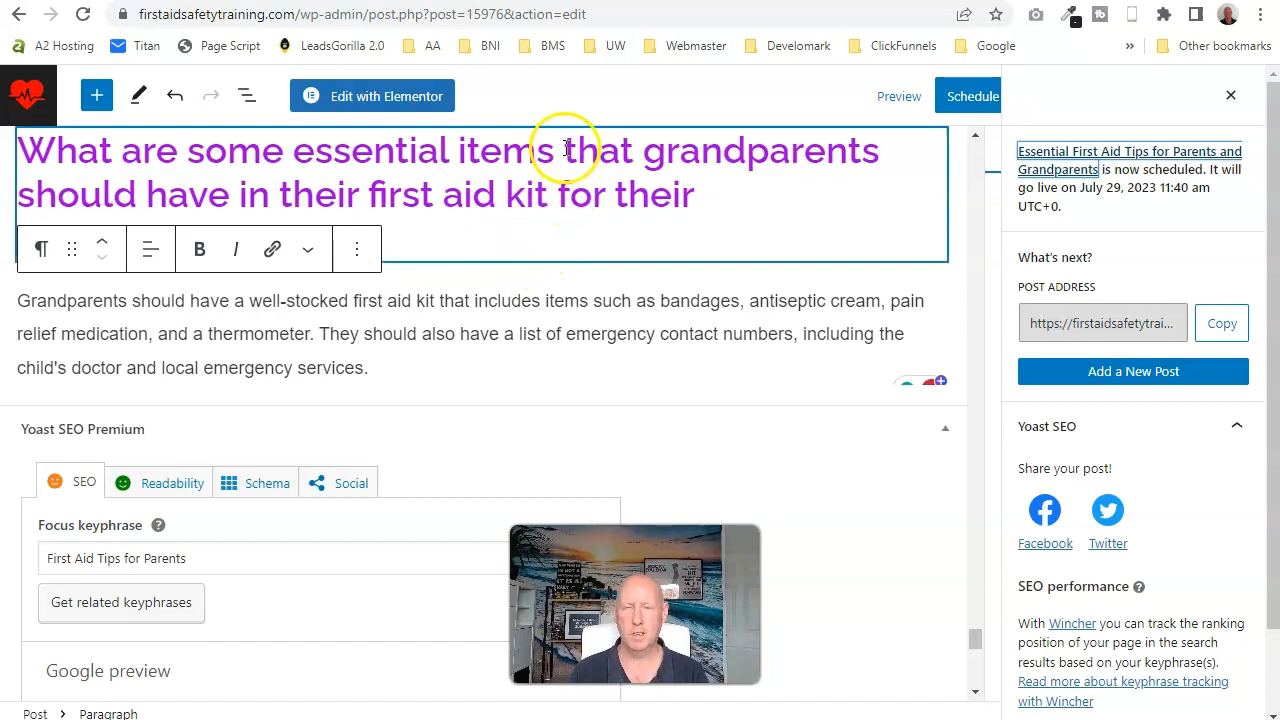 firstaidsafetytraining.com/wp-admin/post.php?post=15976&action=edit
A2 Hosting Titan Page Script LeadsGorilla 2.0 AA BNI BMS UW Webmaster Develomark ClickFunnels Google » Other bookmarks
Edit with Elementor
Preview
Schedule
What are some essential items that grandparents
should have in their first aid kit for their
B I
Grandparents should have a well-stocked first aid kit that includes items such as bandages, antiseptic cream, pain
relief medication, and a thermometer. They should also have a list of emergency contact numbers, including the
child's doctor and local emergency services.
Yoast SEO Premium
SEO Readability Schema Social
Focus keyphrase
First Aid Tips for Parents
Get related keyphrases
Google preview
Post > Paragraph
Essential First Aid Tips for Parents and
Grandparents is now scheduled. It will
go live on July 29, 2023 11:40 am
UTC+0.
What's next?
POST ADDRESS
https://firstaidsafetytrai...
Copy
Add a New Post
Yoast SEO
Share your post!
Facebook Twitter
SEO performance
With Wincher you can track the ranking
position of your page in the search
results based on your keyphrase(s).
Read more about keyphrase tracking
with Wincher